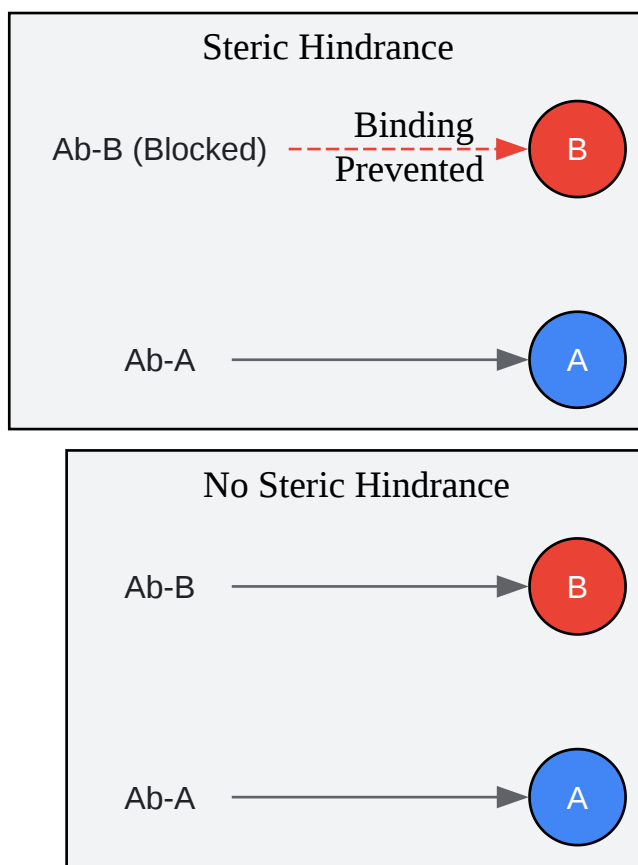 Steric Hindrance
Ab-B (Blocked)
Binding
Prevented
B
Ab-A
A
No Steric Hindrance
Ab-B
B
Ab-A
A